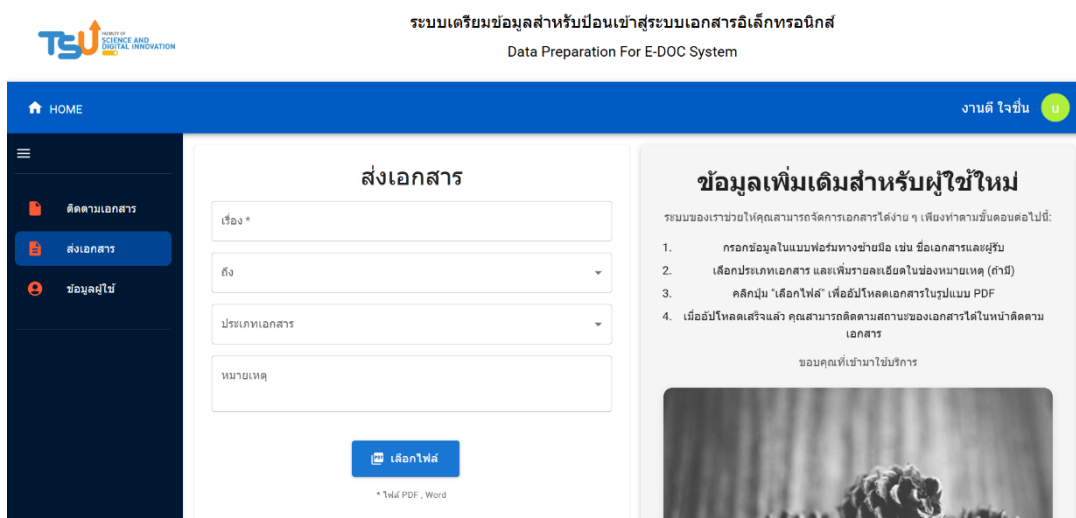 TSU FACULTY OF
SCIENCE AND
DIGITAL INNOVATION
ระบบเตรียมข้อมูลสำหรับป้อนเข้าสู่ระบบเอกสารอิเล็กทรอนิกส์
Data Preparation For E-DOC System
HOME
งานดี ใจชื่น u
ติดตามเอกสาร
ส่งเอกสาร
ข้อมูลผู้ใช้
ส่งเอกสาร
เรื่อง *
ถึง
ประเภทเอกสาร
หมายเหตุ
PDF เลือกไฟล์
* ไฟล์ PDF , Word
ข้อมูลเพิ่มเติมสำหรับผู้ใช้ใหม่
ระบบของเราช่วยให้คุณสามารถจัดการเอกสารได้ง่าย ๆ เพียงทำตามขั้นตอนต่อไปนี้:
1. กรอกข้อมูลในแบบฟอร์มทางซ้ายมือ เช่น ชื่อเอกสารและผู้รับ
2. เลือกประเภทเอกสาร และเพิ่มรายละเอียดในช่องหมายเหตุ (ถ้ามี)
3. คลิกปุ่ม "เลือกไฟล์" เพื่ออัปโหลดเอกสารในรูปแบบ PDF
4. เมื่ออัปโหลดเสร็จแล้ว คุณสามารถติดตามสถานะของเอกสารได้ในหน้าติดตาม
เอกสาร
ขอบคุณที่เข้ามาใช้บริการ